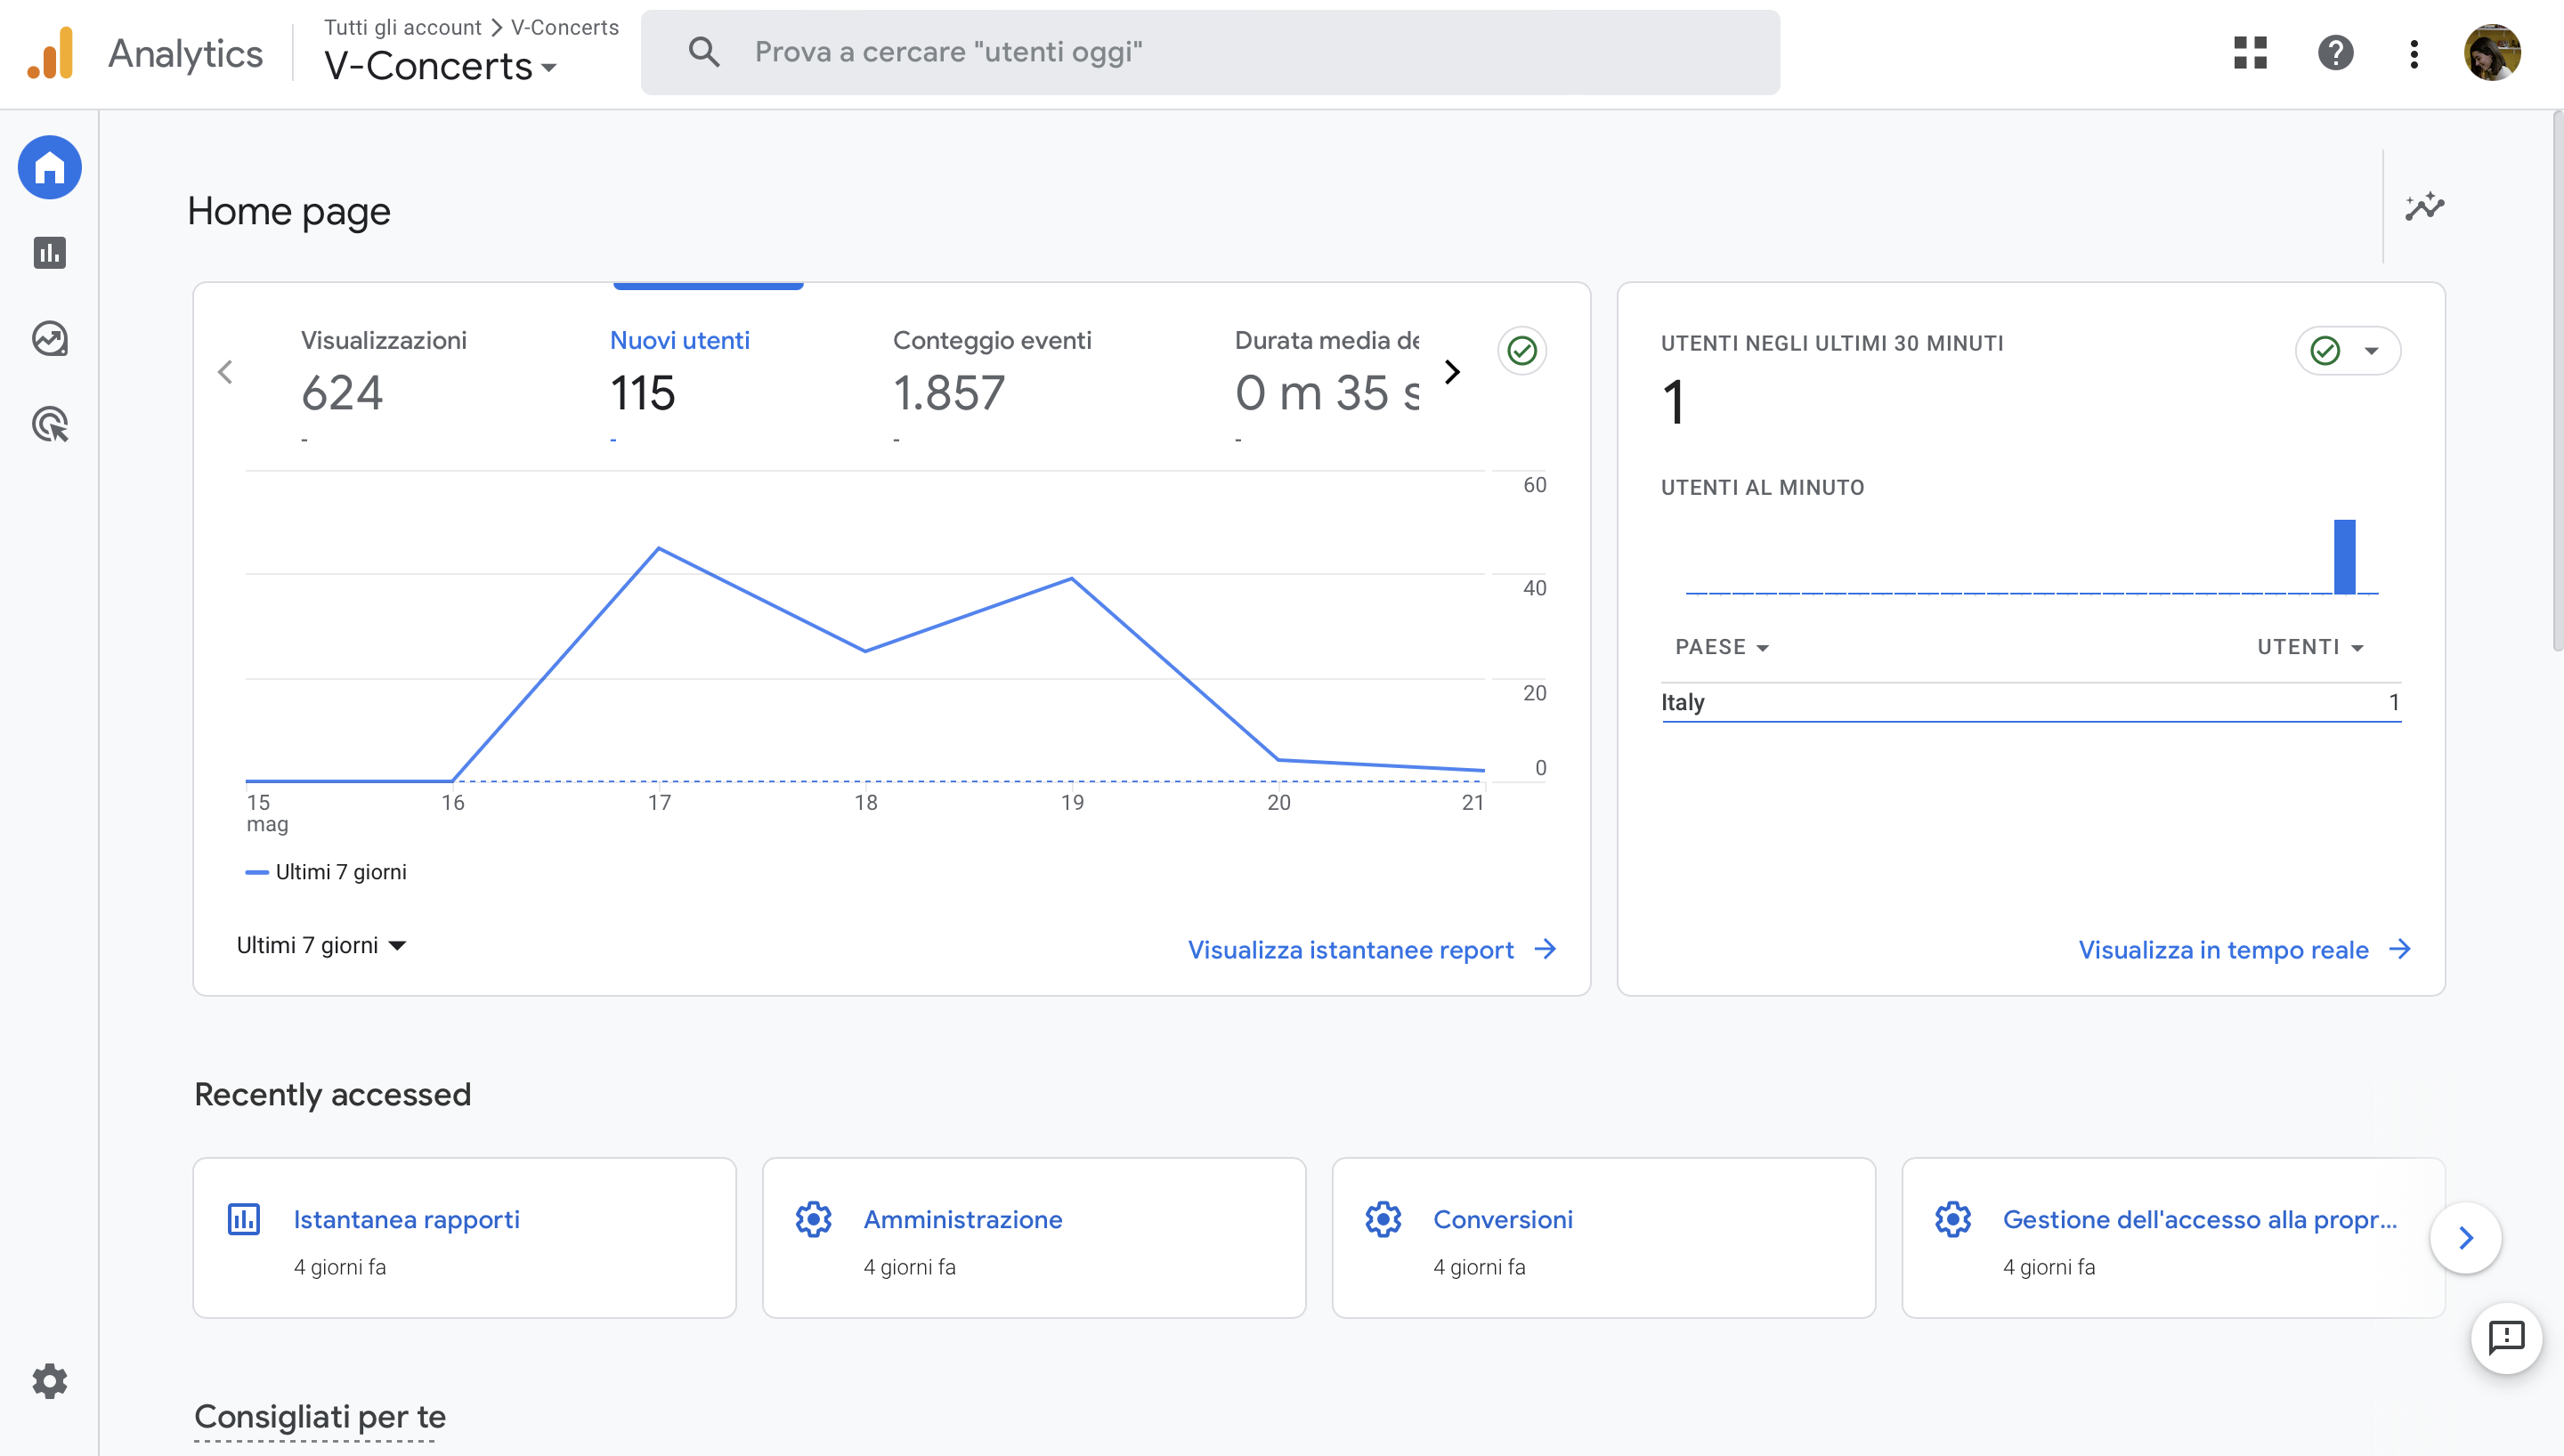 Analytics
Tutti gli account > V-Concerts
V-Concerts
Prova a cercare "utenti oggi"
Home page
Visualizzazioni
624
-
Nuovi utenti
115
-
Conteggio eventi
1.857
-
Durata media de
0 m 35 s
-
60
40
20
0
15
mag
16
17
18
19
20
21
Ultimi 7 giorni
Ultimi 7 giorni
Visualizza istantanee report
UTENTI NEGLI ULTIMI 30 MINUTI
1
UTENTI AL MINUTO
PAESE
UTENTI
Italy
1
Visualizza in tempo reale
Recently accessed
Istantanea rapporti
4 giorni fa
Amministrazione
4 giorni fa
Conversioni
4 giorni fa
Gestione dell'accesso alla propr...
4 giorni fa
Consigliati per te